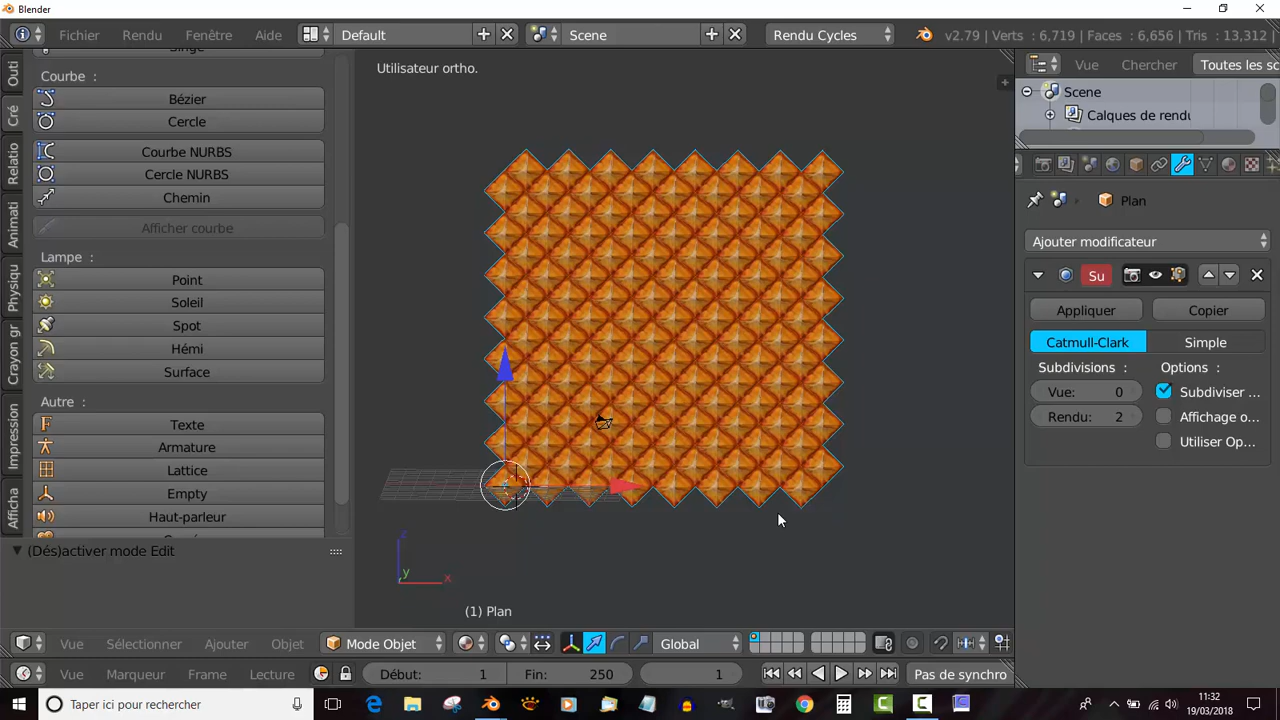 Blender
Fichier Rendu Fenêtre Aide Default Scene Rendu Cycles v2.79 | Verts : 6,719 | Faces : 6,656 | Tris : 13,312
Outi
Cré
Relatio
Animati
Physiqu
Crayon gr
Impression
Afficha
Courbe :
Bézier
Cercle
Courbe NURBS
Cercle NURBS
Chemin
Afficher courbe
Lampe :
Point
Soleil
Spot
Hémi
Surface
Autre :
Texte
Armature
Lattice
Empty
Haut-parleur
(Dés)activer mode Edit
Utilisateur ortho.
z
y
x
(1) Plan
Vue Chercher Toutes les sc
Scene
Calques de rendu
Plan
Ajouter modificateur
Su
Appliquer Copier
Catmull-Clark Simple
Subdivisions : Options :
Vue: 0 Subdiviser ...
Rendu: 2 Affichage o...
Utiliser Op...
Vue Sélectionner Ajouter Objet Mode Objet Global
Vue Marqueur Frame Lecture Début: 1 Fin: 250 1 Pas de synchro
Taper ici pour rechercher
11:32
19/03/2018